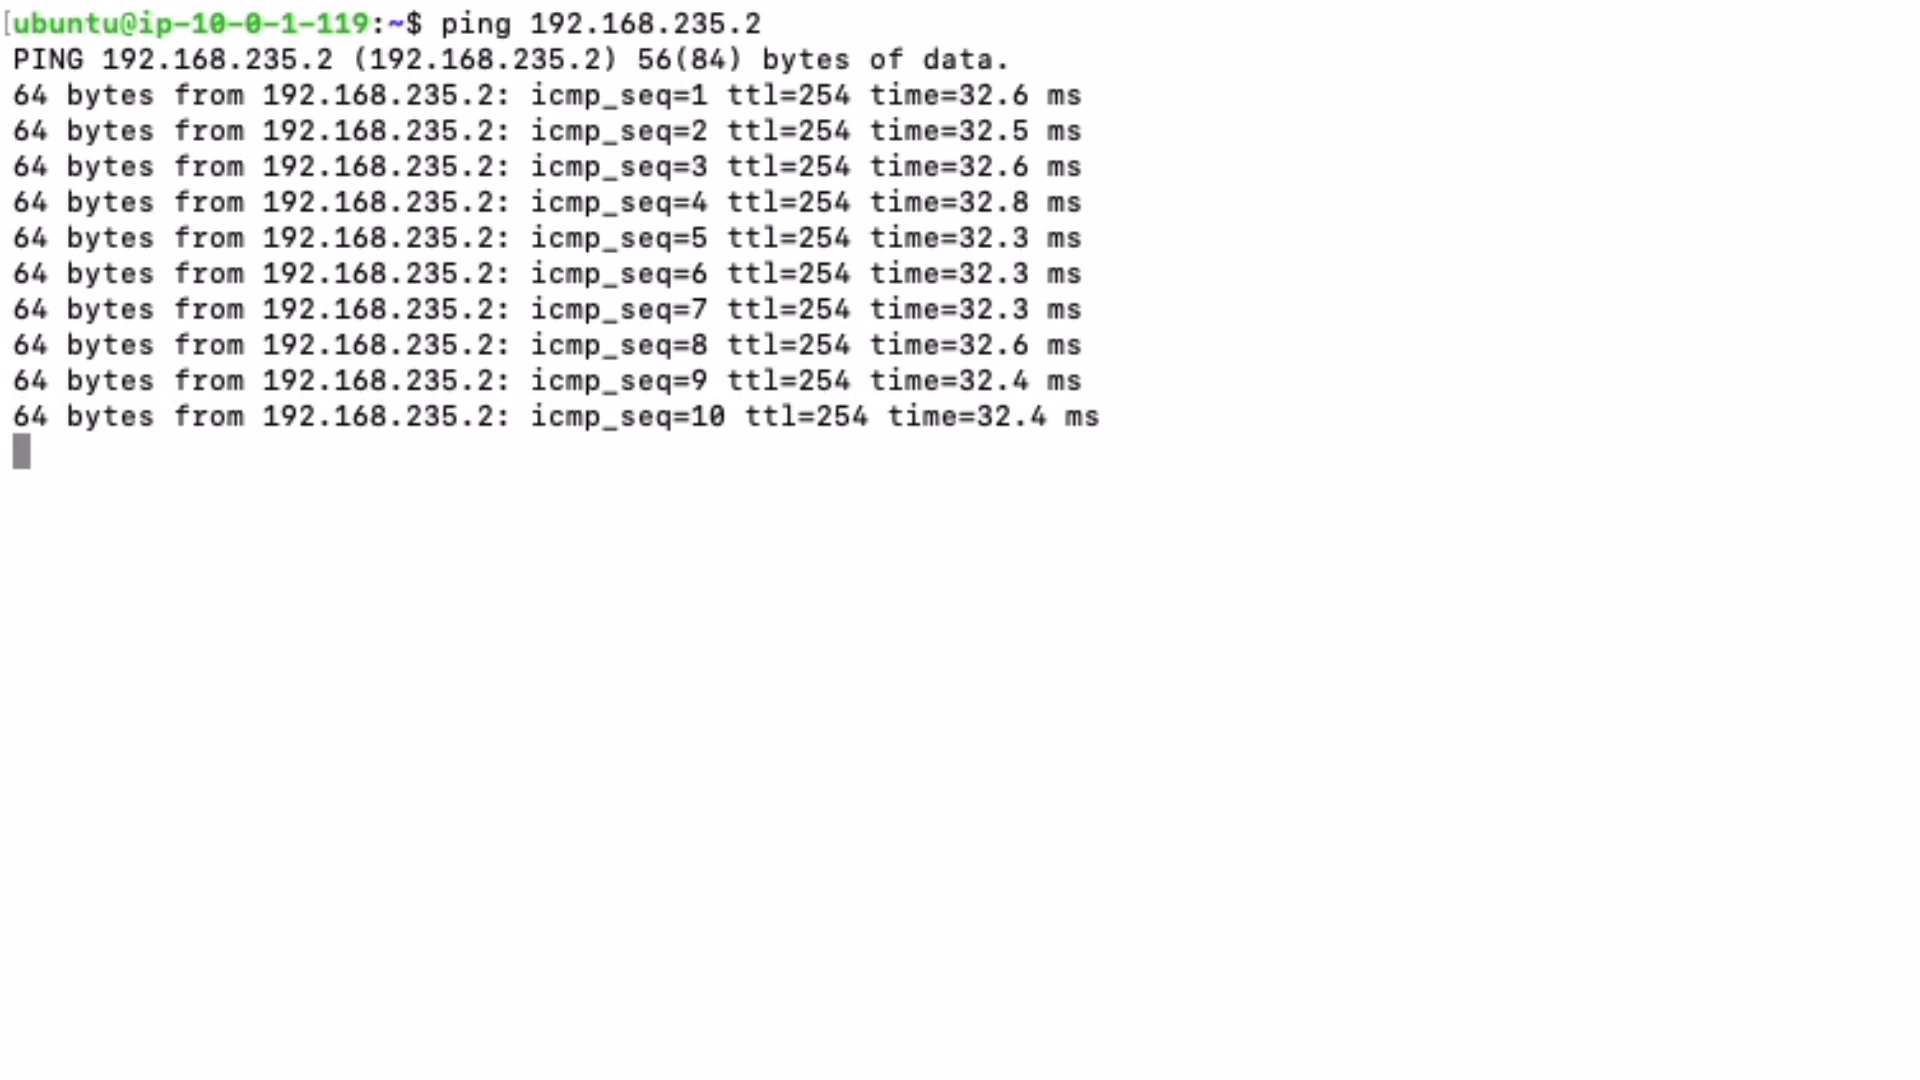 [ubuntu@ip-10-0-1-119:~$ ping 192.168.235.2
PING 192.168.235.2 (192.168.235.2) 56(84) bytes of data.
64 bytes from 192.168.235.2: icmp_seq=1 ttl=254 time=32.6 ms
64 bytes from 192.168.235.2: icmp_seq=2 ttl=254 time=32.5 ms
64 bytes from 192.168.235.2: icmp_seq=3 ttl=254 time=32.6 ms
64 bytes from 192.168.235.2: icmp_seq=4 ttl=254 time=32.8 ms
64 bytes from 192.168.235.2: icmp_seq=5 ttl=254 time=32.3 ms
64 bytes from 192.168.235.2: icmp_seq=6 ttl=254 time=32.3 ms
64 bytes from 192.168.235.2: icmp_seq=7 ttl=254 time=32.3 ms
64 bytes from 192.168.235.2: icmp_seq=8 ttl=254 time=32.6 ms
64 bytes from 192.168.235.2: icmp_seq=9 ttl=254 time=32.4 ms
64 bytes from 192.168.235.2: icmp_seq=10 ttl=254 time=32.4 ms